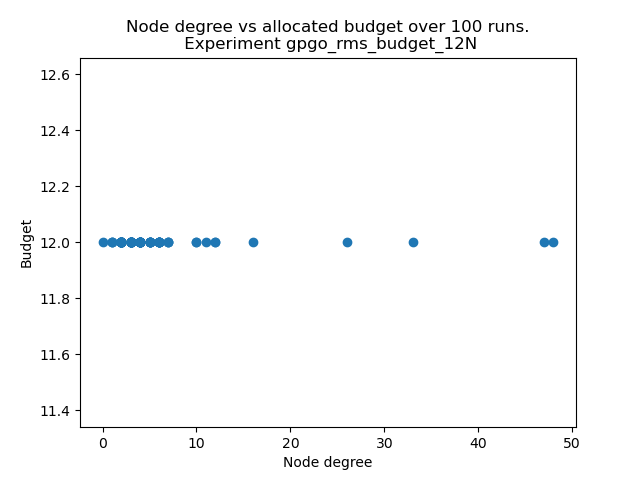 Node degree vs allocated budget over 100 runs.
Experiment gpgo_rms_budget_12N
12.6
12.4
12.2
12.0
11.8
11.6
11.4
Budget
0 10 20 30 40 50
Node degree